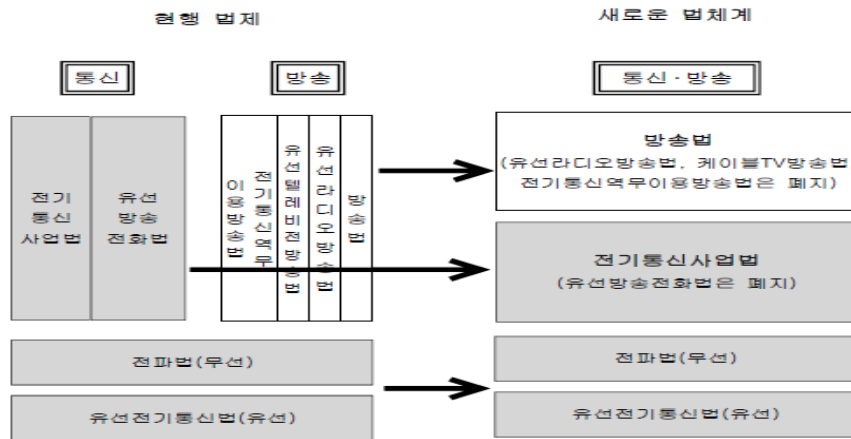 현행 법제
새로운 법체계
통신
방송
통신·방송
전기
통신
사업법
유선
방송
전화법
이용방송법
전기통신역무
유선텔레비전방송법
유선라디오방송법
방송법
방송법
(유선라디오방송법, 케이블TV방송법
전기통신역무이용방송법은 폐지)
전기통신사업법
(유선방송전화법은 폐지)
전파법(무선)
전파법(무선)
유선전기통신법(유선)
유선전기통신법(유선)